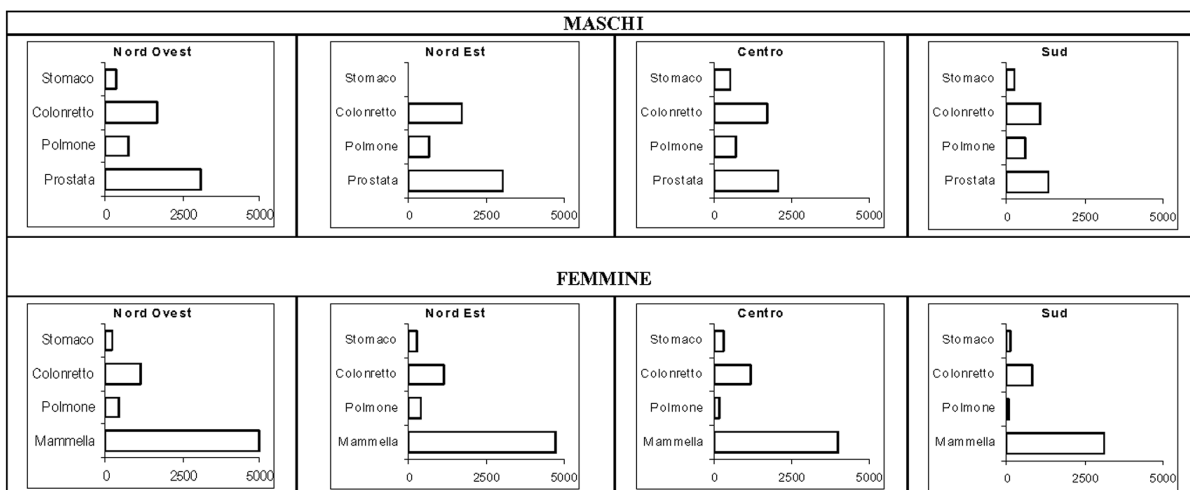 MASCHI
Nord Ovest
Stomaco
Colonretto
Polmone
Prostata
0 2500 5000
Nord Est
Stomaco
Colonretto
Polmone
Prostata
0 2500 5000
Centro
Stomaco
Colonretto
Polmone
Prostata
0 2500 5000
Sud
Stomaco
Colonretto
Polmone
Prostata
0 2500 5000
FEMMINE
Nord Ovest
Stomaco
Colonretto
Polmone
Mammella
0 2500 5000
Nord Est
Stomaco
Colonretto
Polmone
Mammella
0 2500 5000
Centro
Stomaco
Colonretto
Polmone
Mammella
0 2500 5000
Sud
Stomaco
Colonretto
Polmone
Mammella
0 2500 5000